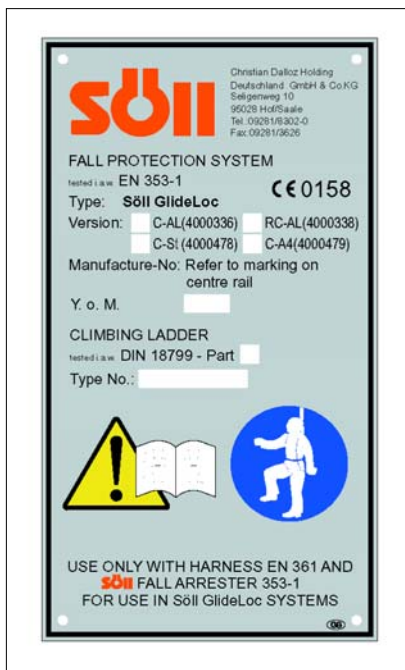 söll
Christian Dalloz Holding
Deutschland GmbH & Co.KG
Seligenweg 10
95028 Hof/Saale
Tel.:09281/8302-0
Fax:09281/3626
FALL PROTECTION SYSTEM
tested i.a.w. EN 353-1
CE 0158
Type: Söll GlideLoc
Version: C-AL(4000336) RC-AL(4000338)
C-St (4000478) C-A4(4000479)
Manufacture-No: Refer to marking on
centre rail
Y. o. M.
CLIMBING LADDER
tested i.a.w. DIN 18799 - Part
Type No.:
USE ONLY WITH HARNESS EN 361 AND
söll FALL ARRESTER 353-1
FOR USE IN Söll GlideLoc SYSTEMS